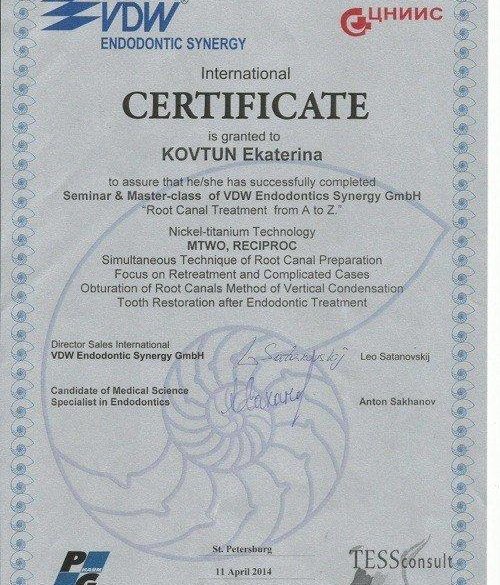 VDW
ЦНИИС
ENDODONTIC SYNERGY
International
CERTIFICATE
is granted to
KOVTUN Ekaterina
to assure that he/she has successfully completed
Seminar & Master-class of VDW Endodontics Synergy GmbH
"Root Canal Treatment from A to Z."
Nickel-titanium Technology
MTWO, RECIPROC
Simultaneous Technique of Root Canal Preparation
Focus on Retreatment and Complicated Cases
Obturation of Root Canals Method of Vertical Condensation
Tooth Restoration after Endodontic Treatment
Director Sales International
VDW Endodontic Synergy GmbH
Leo Satanovskij
Candidate of Medical Science
Specialist in Endodontics
Anton Sakhanov
St. Petersburg
11 April 2014
TESSconsult